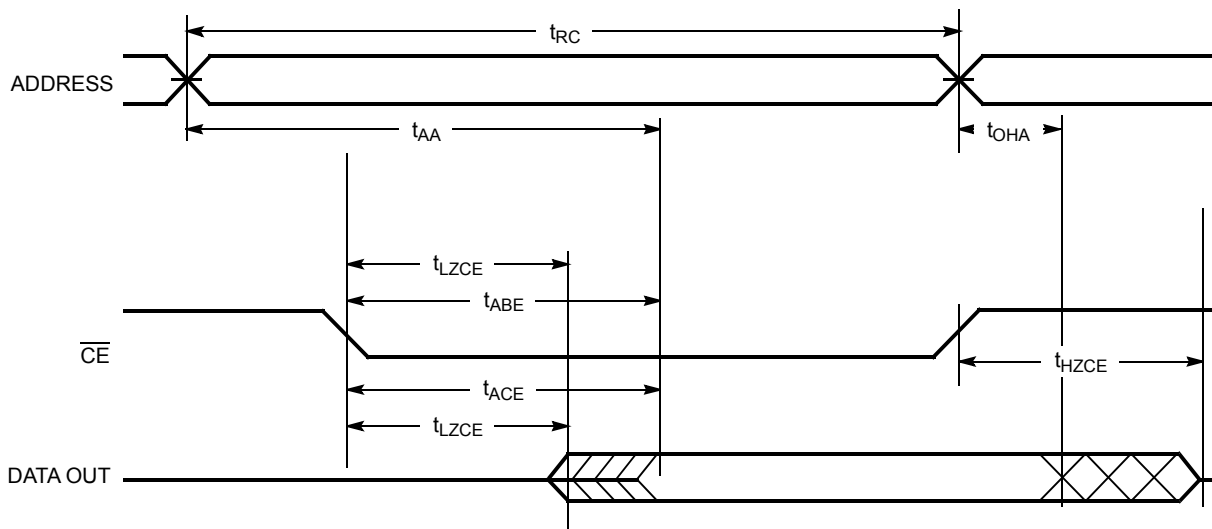 tRC
ADDRESS
tAA
tOHA
tLZCE
tABE
CE
tHZCE
tACE
tLZCE
DATA OUT